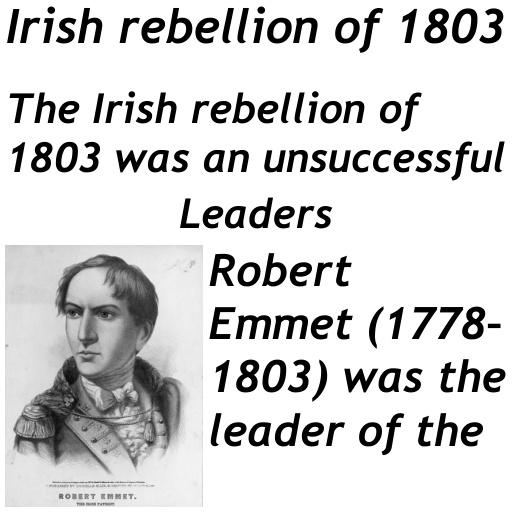 Irish rebellion of 1803
The Irish rebellion of
1803 was an unsuccessful
Leaders
Robert
Emmet (1778–
1803) was the
leader of the
ROBERT EMMET.
THE IRISH PATRIOT.